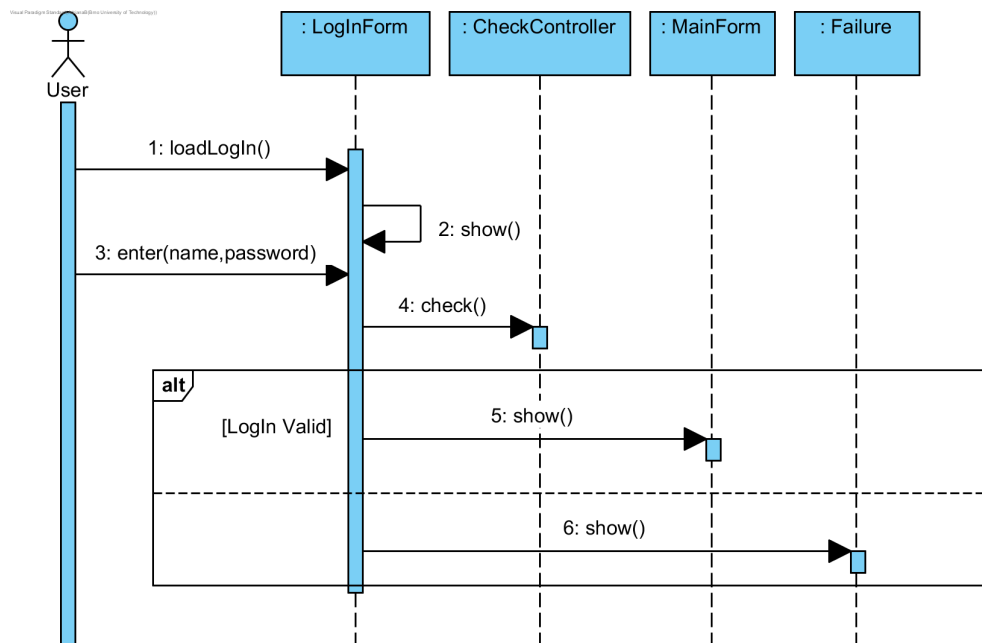 : LogInForm
: CheckController
: MainForm
: Failure
User
1: loadLogIn()
2: show()
3: enter(name,password)
4: check()
alt
[LogIn Valid]
5: show()
6: show()